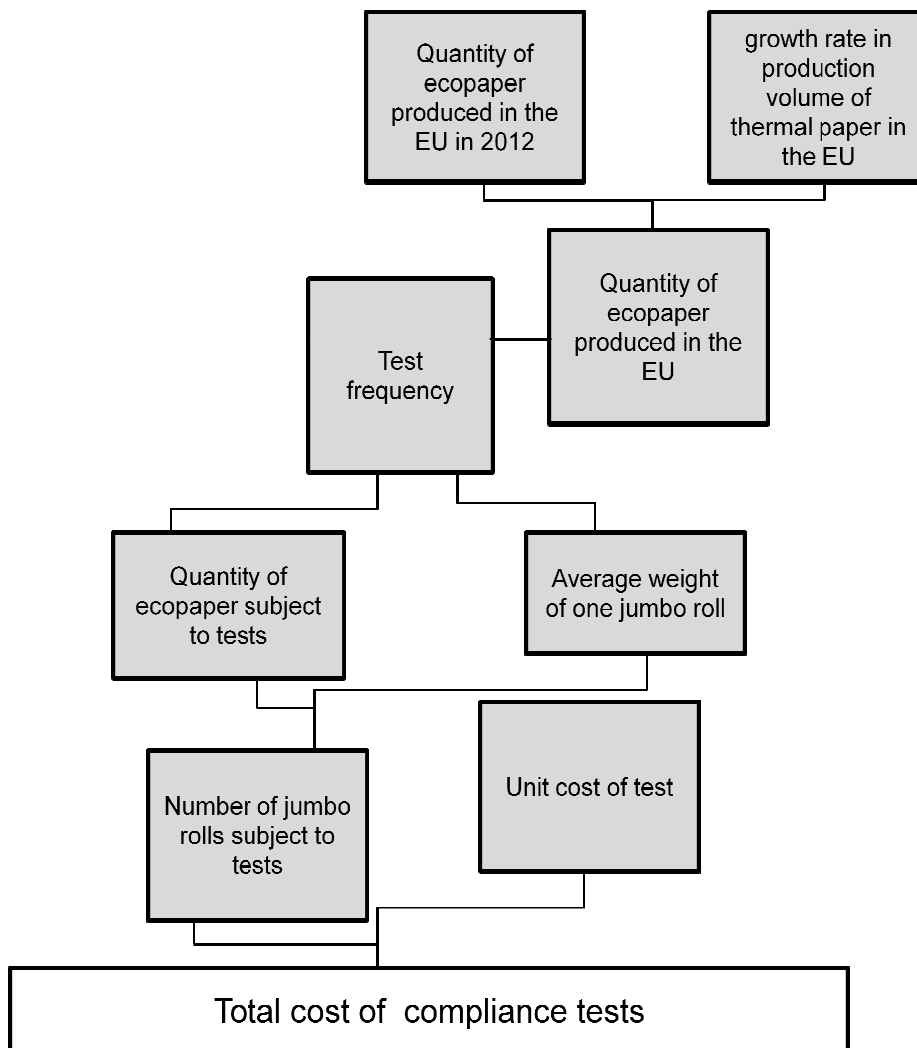 Quantity of
ecopaper
produced in the
EU in 2012
growth rate in
production
volume of
thermal paper in
the EU
Quantity of
ecopaper
produced in the
EU
Test
frequency
Quantity of
ecopaper subject
to tests
Average weight
of one jumbo roll
Number of jumbo
rolls subject to
tests
Unit cost of test
Total cost of compliance tests